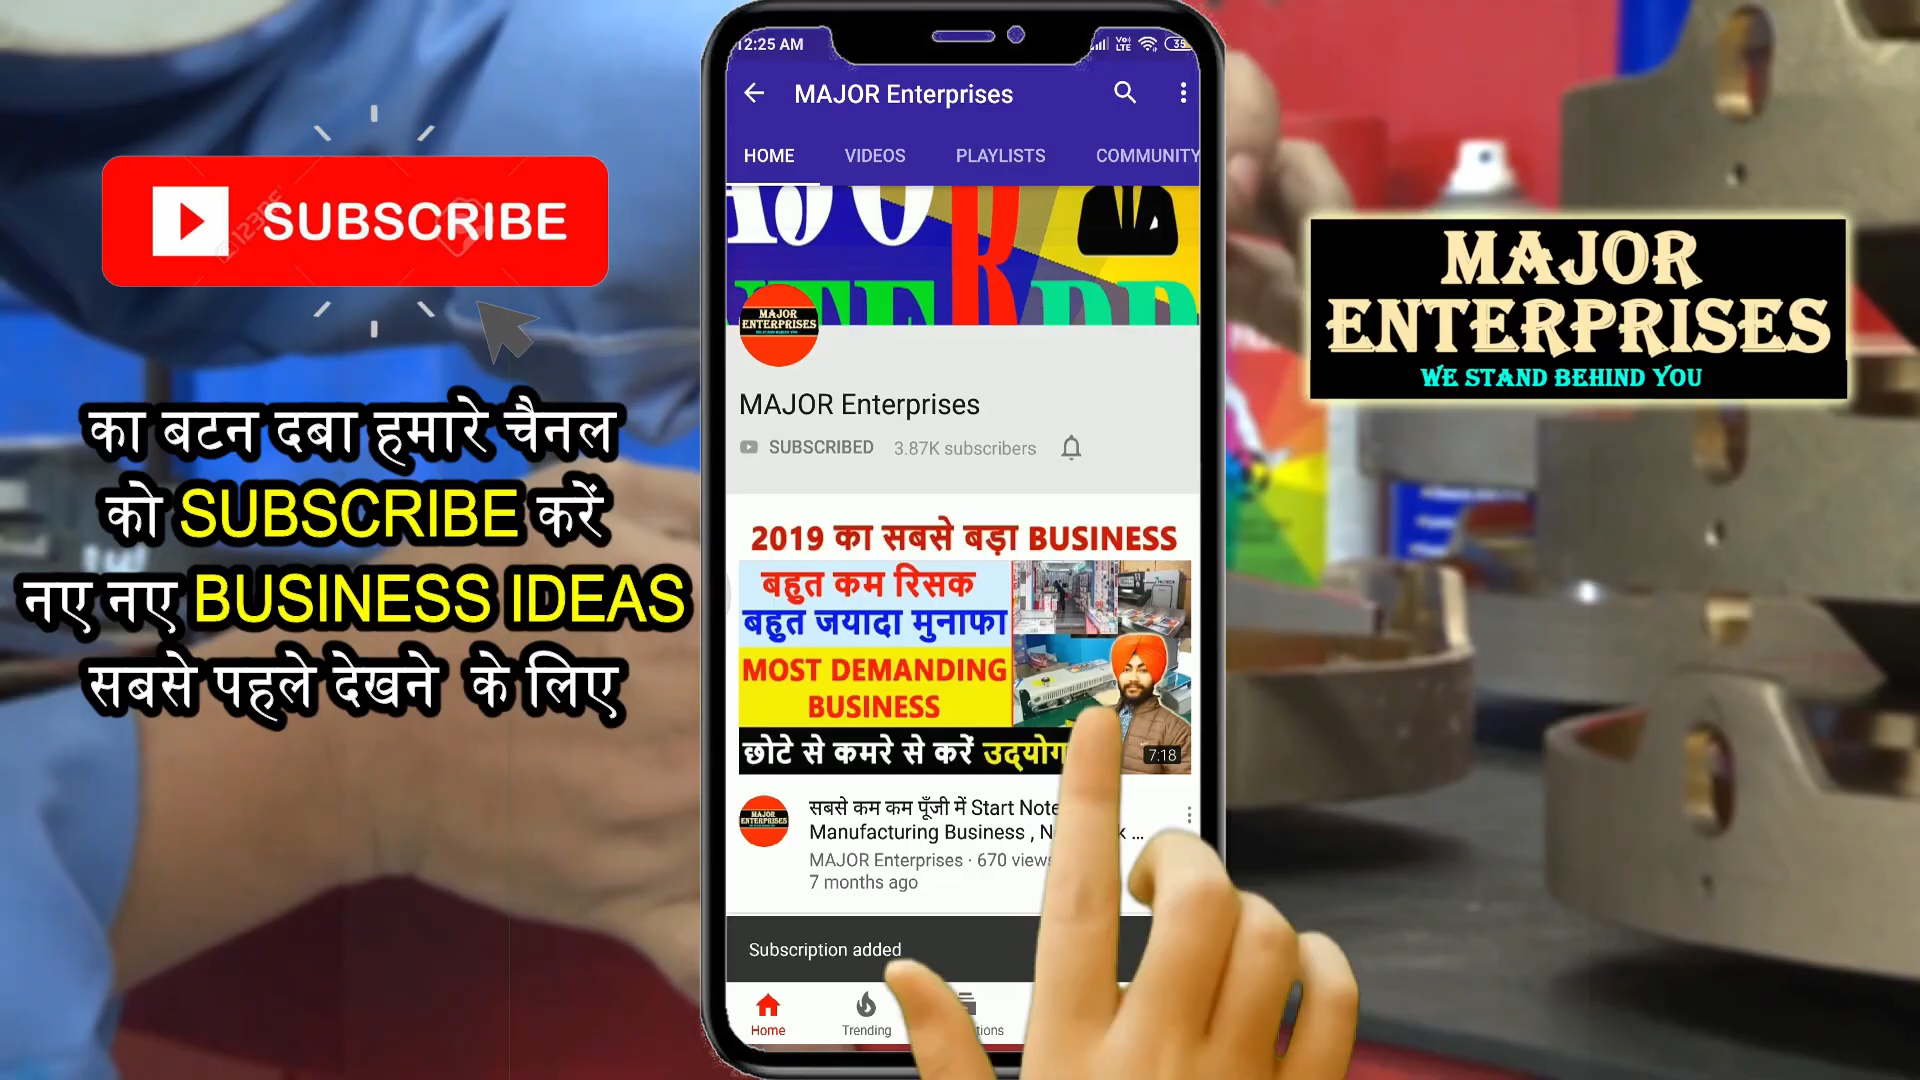 SUBSCRIBE
का बटन दबा हमारे चैनल
को SUBSCRIBE करें
नए नए BUSINESS IDEAS
सबसे पहले देखने के लिए
12:25 AM
MAJOR Enterprises
HOME VIDEOS PLAYLISTS COMMUNITY
MAJOR
ENTERPRISES
MAJOR Enterprises
SUBSCRIBED 3.87K subscribers
2019 का सबसे बड़ा BUSINESS
बहुत कम रिसक
बहुत जयादा मुनाफा
MOST DEMANDING
BUSINESS
छोटे से कमरे से करें उद्योग
7:18
MAJOR
ENTERPRISES
सबसे कम कम पूँजी में Start Note
Manufacturing Business , N
MAJOR Enterprises · 670 views
7 months ago
Subscription added
Home Trending
MAJOR
ENTERPRISES
WE STAND BEHIND YOU